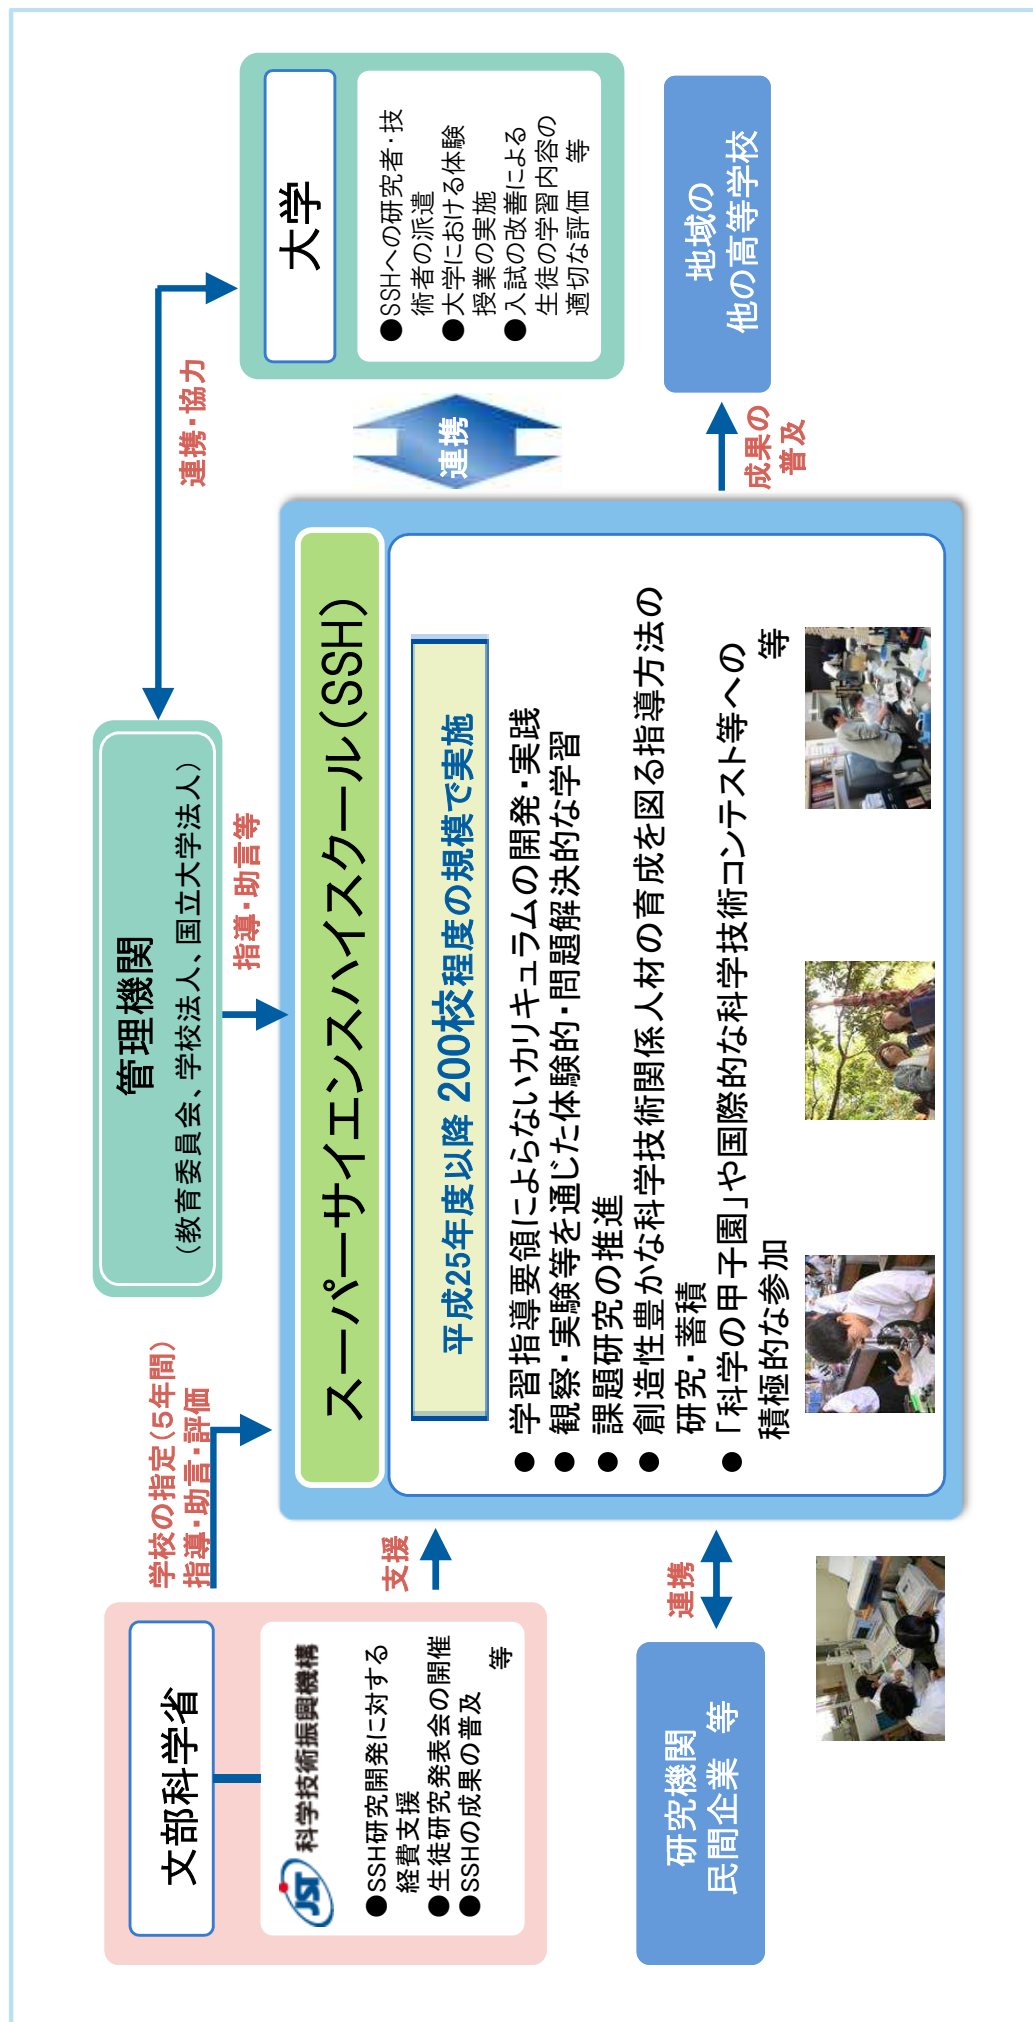 文部科学省
JST 科学技術振興機構
●SSH研究開発に対する
経費支援
●生徒研究発表会の開催
●SSHの成果の普及
等
学校の指定(5年間)
指導・助言・評価
支援
研究機関
民間企業 等
連携
管理機関
(教育委員会、学校法人、国立大学法人)
指導・助言等
連携・協力
スーパーサイエンスハイスクール(SSH)
平成25年度以降 200校程度の規模で実施
● 学習指導要領によらないカリキュラムの開発・実践
● 観察・実験等を通じた体験的・問題解決的な学習
● 課題研究の推進
● 創造性豊かな科学技術関係人材の育成を図る指導方法の
研究・蓄積
● 「科学の甲子園」や国際的な科学技術コンテスト等への
積極的な参加 等
連携
大学
●SSHへの研究者・技
術者の派遣
●大学における体験
授業の実施
●入試の改善による
生徒の学習内容の
適切な評価 等
成果の
普及
地域の
他の高等学校